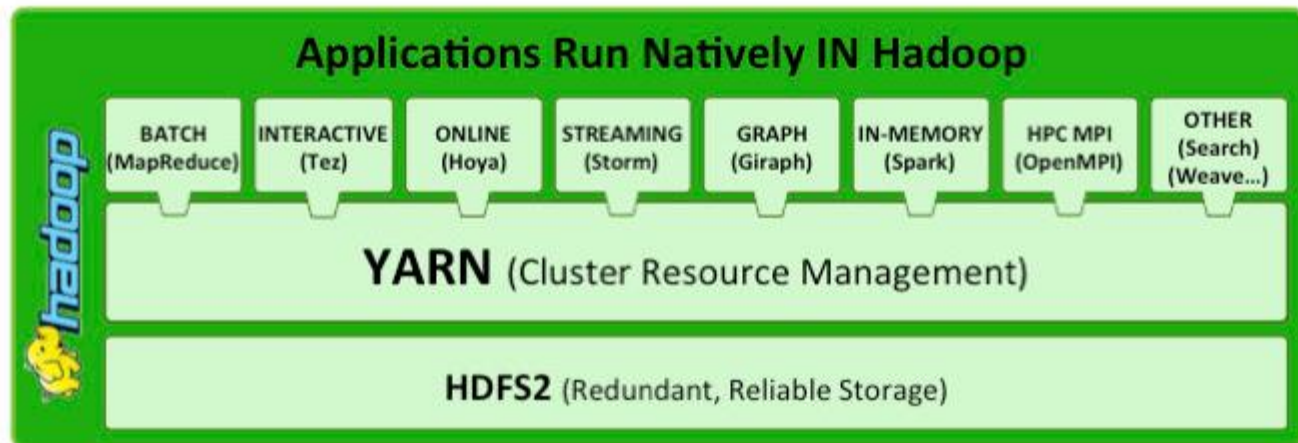 Applications Run Natively IN Hadoop
BATCH
(MapReduce)
INTERACTIVE
(Tez)
ONLINE
(Hoya)
STREAMING
(Storm)
GRAPH
(Giraph)
IN-MEMORY
(Spark)
HPC MPI
(OpenMPI)
OTHER
(Search)
(Weave...)
hadoop
YARN (Cluster Resource Management)
HDFS2 (Redundant, Reliable Storage)